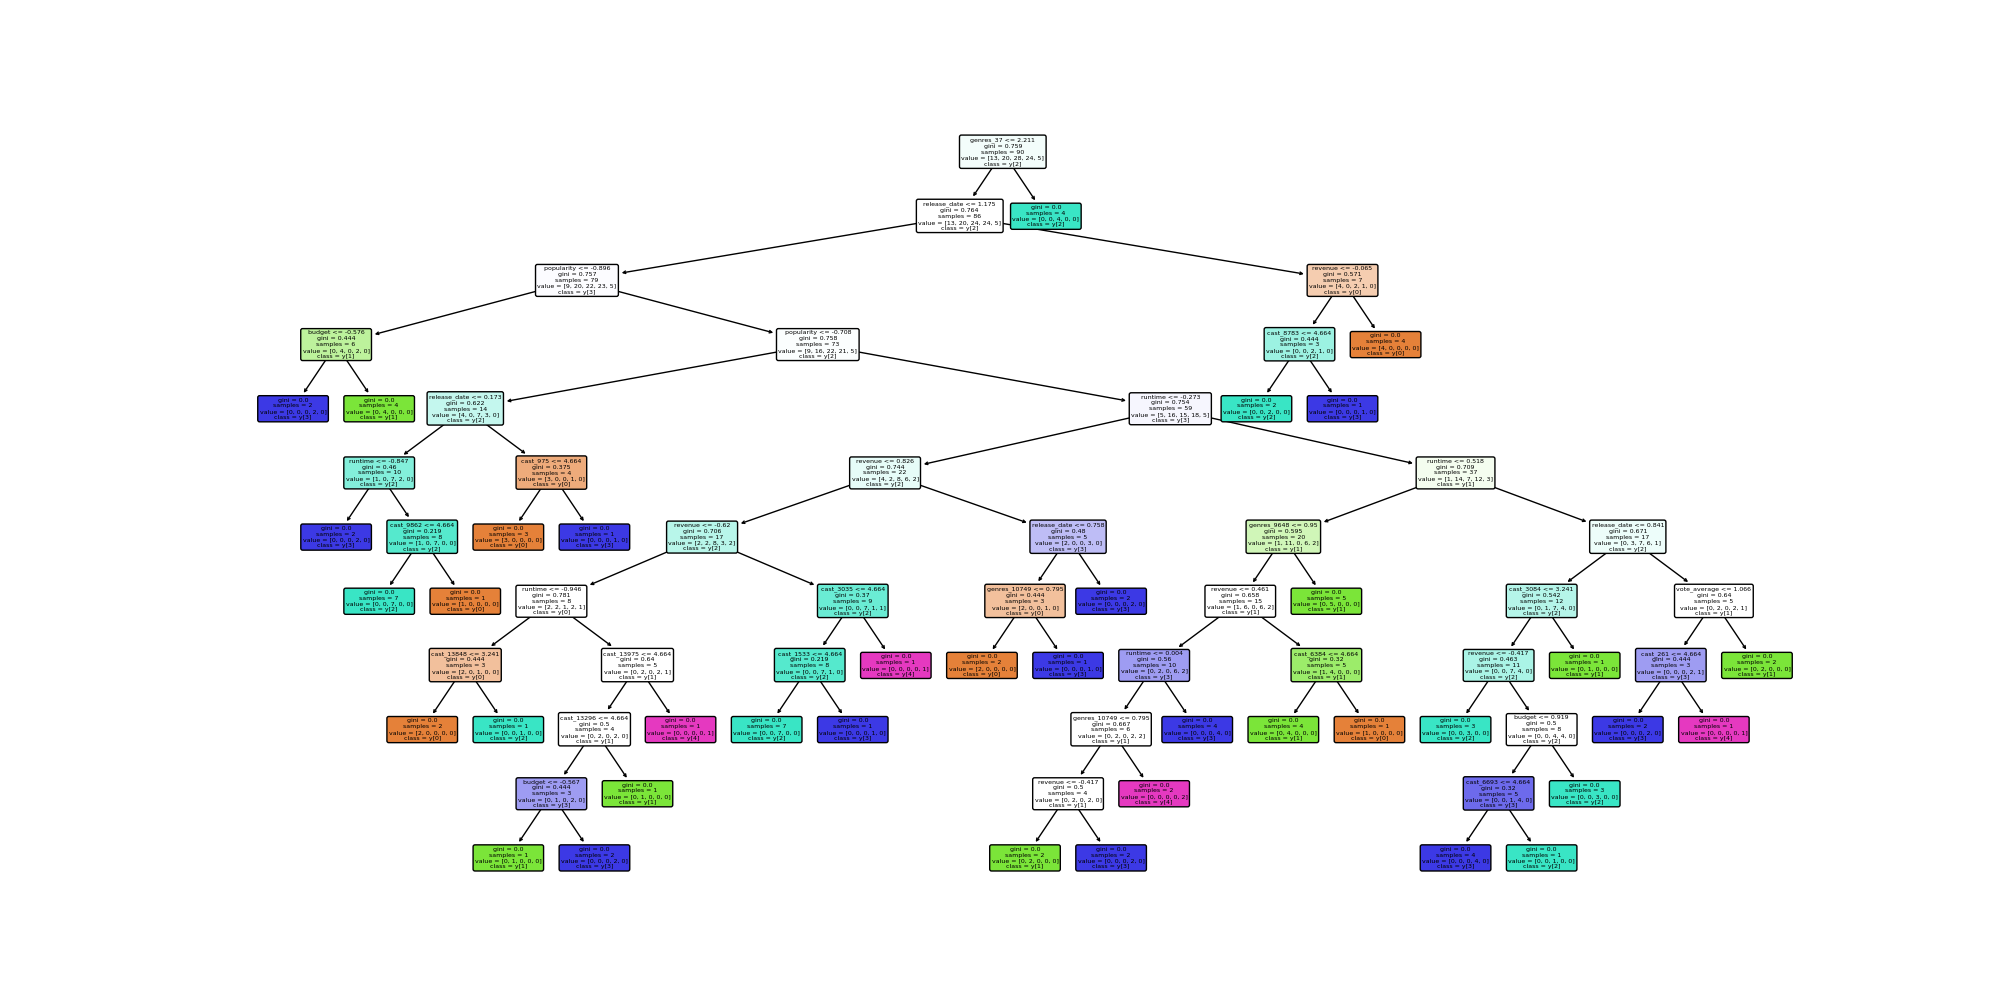 genres_37 <= 2.211
gini = 0.759
samples = 90
value = [13, 20, 28, 24, 5]
class = y[2]
release_date <= 1.175
gini = 0.764
samples = 86
value = [13, 20, 24, 24, 5]
class = y[2]
gini = 0.0
samples = 4
value = [0, 0, 4, 0, 0]
class = y[2]
popularity <= -0.896
gini = 0.757
samples = 79
value = [9, 20, 22, 23, 5]
class = y[3]
revenue <= -0.065
gini = 0.571
samples = 7
value = [4, 0, 2, 1, 0]
class = y[0]
budget <= -0.576
gini = 0.444
samples = 6
value = [0, 4, 0, 2, 0]
class = y[1]
popularity <= -0.708
gini = 0.758
samples = 73
value = [9, 16, 22, 21, 5]
class = y[2]
cast_8783 <= 4.664
gini = 0.444
samples = 3
value = [0, 0, 2, 1, 0]
class = y[2]
gini = 0.0
samples = 4
value = [4, 0, 0, 0, 0]
class = y[0]
gini = 0.0
samples = 2
value = [0, 0, 0, 2, 0]
class = y[3]
gini = 0.0
samples = 4
value = [0, 4, 0, 0, 0]
class = y[1]
release_date <= 0.173
gini = 0.622
samples = 14
value = [4, 0, 7, 3, 0]
class = y[2]
runtime <= -0.273
gini = 0.754
samples = 59
value = [5, 16, 15, 18, 5]
class = y[3]
gini = 0.0
samples = 2
value = [0, 0, 2, 0, 0]
class = y[2]
gini = 0.0
samples = 1
value = [0, 0, 0, 1, 0]
class = y[3]
runtime <= -0.847
gini = 0.46
samples = 10
value = [1, 0, 7, 2, 0]
class = y[2]
cast_975 <= 4.664
gini = 0.375
samples = 4
value = [3, 0, 0, 1, 0]
class = y[0]
revenue <= 0.826
gini = 0.744
samples = 22
value = [4, 2, 8, 6, 2]
class = y[2]
runtime <= 0.518
gini = 0.709
samples = 37
value = [1, 14, 7, 12, 3]
class = y[1]
gini = 0.0
samples = 2
value = [0, 0, 0, 2, 0]
class = y[3]
cast_9862 <= 4.664
gini = 0.219
samples = 8
value = [1, 0, 7, 0, 0]
class = y[2]
gini = 0.0
samples = 3
value = [3, 0, 0, 0, 0]
class = y[0]
gini = 0.0
samples = 1
value = [0, 0, 0, 1, 0]
class = y[3]
revenue <= -0.62
gini = 0.706
samples = 17
value = [2, 2, 8, 3, 2]
class = y[2]
release_date <= 0.758
gini = 0.48
samples = 5
value = [2, 0, 0, 3, 0]
class = y[3]
genres_9648 <= 0.95
gini = 0.595
samples = 20
value = [1, 11, 0, 6, 2]
class = y[1]
release_date <= 0.841
gini = 0.671
samples = 17
value = [0, 3, 7, 6, 1]
class = y[2]
gini = 0.0
samples = 7
value = [0, 0, 7, 0, 0]
class = y[2]
gini = 0.0
samples = 1
value = [1, 0, 0, 0, 0]
class = y[0]
runtime <= -0.946
gini = 0.781
samples = 8
value = [2, 2, 1, 2, 1]
class = y[0]
cast_3035 <= 4.664
gini = 0.37
samples = 9
value = [0, 0, 7, 1, 1]
class = y[2]
genres_10749 <= 0.795
gini = 0.444
samples = 3
value = [2, 0, 0, 1, 0]
class = y[0]
gini = 0.0
samples = 2
value = [0, 0, 0, 2, 0]
class = y[3]
revenue <= 0.461
gini = 0.658
samples = 15
value = [1, 6, 0, 6, 2]
class = y[1]
gini = 0.0
samples = 5
value = [0, 5, 0, 0, 0]
class = y[1]
cast_3084 <= 3.241
gini = 0.542
samples = 12
value = [0, 1, 7, 4, 0]
class = y[2]
vote_average <= 1.066
gini = 0.64
samples = 5
value = [0, 2, 0, 2, 1]
class = y[1]
cast_13848 <= 3.241
gini = 0.444
samples = 3
value = [2, 0, 1, 0, 0]
class = y[0]
cast_13975 <= 4.664
gini = 0.64
samples = 5
value = [0, 2, 0, 2, 1]
class = y[1]
cast_1533 <= 4.664
gini = 0.219
samples = 8
value = [0, 0, 7, 1, 0]
class = y[2]
gini = 0.0
samples = 1
value = [0, 0, 0, 0, 1]
class = y[4]
gini = 0.0
samples = 2
value = [2, 0, 0, 0, 0]
class = y[0]
gini = 0.0
samples = 1
value = [0, 0, 0, 1, 0]
class = y[3]
runtime <= 0.004
gini = 0.56
samples = 10
value = [0, 2, 0, 6, 2]
class = y[3]
cast_6384 <= 4.664
gini = 0.32
samples = 5
value = [1, 4, 0, 0, 0]
class = y[1]
revenue <= -0.417
gini = 0.463
samples = 11
value = [0, 0, 7, 4, 0]
class = y[2]
gini = 0.0
samples = 1
value = [0, 1, 0, 0, 0]
class = y[1]
cast_261 <= 4.664
gini = 0.444
samples = 3
value = [0, 0, 0, 2, 1]
class = y[3]
gini = 0.0
samples = 2
value = [0, 2, 0, 0, 0]
class = y[1]
gini = 0.0
samples = 2
value = [2, 0, 0, 0, 0]
class = y[0]
gini = 0.0
samples = 1
value = [0, 0, 1, 0, 0]
class = y[2]
cast_13296 <= 4.664
gini = 0.5
samples = 4
value = [0, 2, 0, 2, 0]
class = y[1]
gini = 0.0
samples = 1
value = [0, 0, 0, 0, 1]
class = y[4]
gini = 0.0
samples = 7
value = [0, 0, 7, 0, 0]
class = y[2]
gini = 0.0
samples = 1
value = [0, 0, 0, 1, 0]
class = y[3]
genres_10749 <= 0.795
gini = 0.667
samples = 6
value = [0, 2, 0, 2, 2]
class = y[1]
gini = 0.0
samples = 4
value = [0, 0, 0, 4, 0]
class = y[3]
gini = 0.0
samples = 4
value = [0, 4, 0, 0, 0]
class = y[1]
gini = 0.0
samples = 1
value = [1, 0, 0, 0, 0]
class = y[0]
gini = 0.0
samples = 3
value = [0, 0, 3, 0, 0]
class = y[2]
budget <= 0.919
gini = 0.5
samples = 8
value = [0, 0, 4, 4, 0]
class = y[2]
gini = 0.0
samples = 2
value = [0, 0, 0, 2, 0]
class = y[3]
gini = 0.0
samples = 1
value = [0, 0, 0, 0, 1]
class = y[4]
budget <= -0.567
gini = 0.444
samples = 3
value = [0, 1, 0, 2, 0]
class = y[3]
gini = 0.0
samples = 1
value = [0, 1, 0, 0, 0]
class = y[1]
revenue <= -0.417
gini = 0.5
samples = 4
value = [0, 2, 0, 2, 0]
class = y[1]
gini = 0.0
samples = 2
value = [0, 0, 0, 0, 2]
class = y[4]
cast_6693 <= 4.664
gini = 0.32
samples = 5
value = [0, 0, 1, 4, 0]
class = y[3]
gini = 0.0
samples = 3
value = [0, 0, 3, 0, 0]
class = y[2]
gini = 0.0
samples = 1
value = [0, 1, 0, 0, 0]
class = y[1]
gini = 0.0
samples = 2
value = [0, 0, 0, 2, 0]
class = y[3]
gini = 0.0
samples = 2
value = [0, 2, 0, 0, 0]
class = y[1]
gini = 0.0
samples = 2
value = [0, 0, 0, 2, 0]
class = y[3]
gini = 0.0
samples = 4
value = [0, 0, 0, 4, 0]
class = y[3]
gini = 0.0
samples = 1
value = [0, 0, 1, 0, 0]
class = y[2]